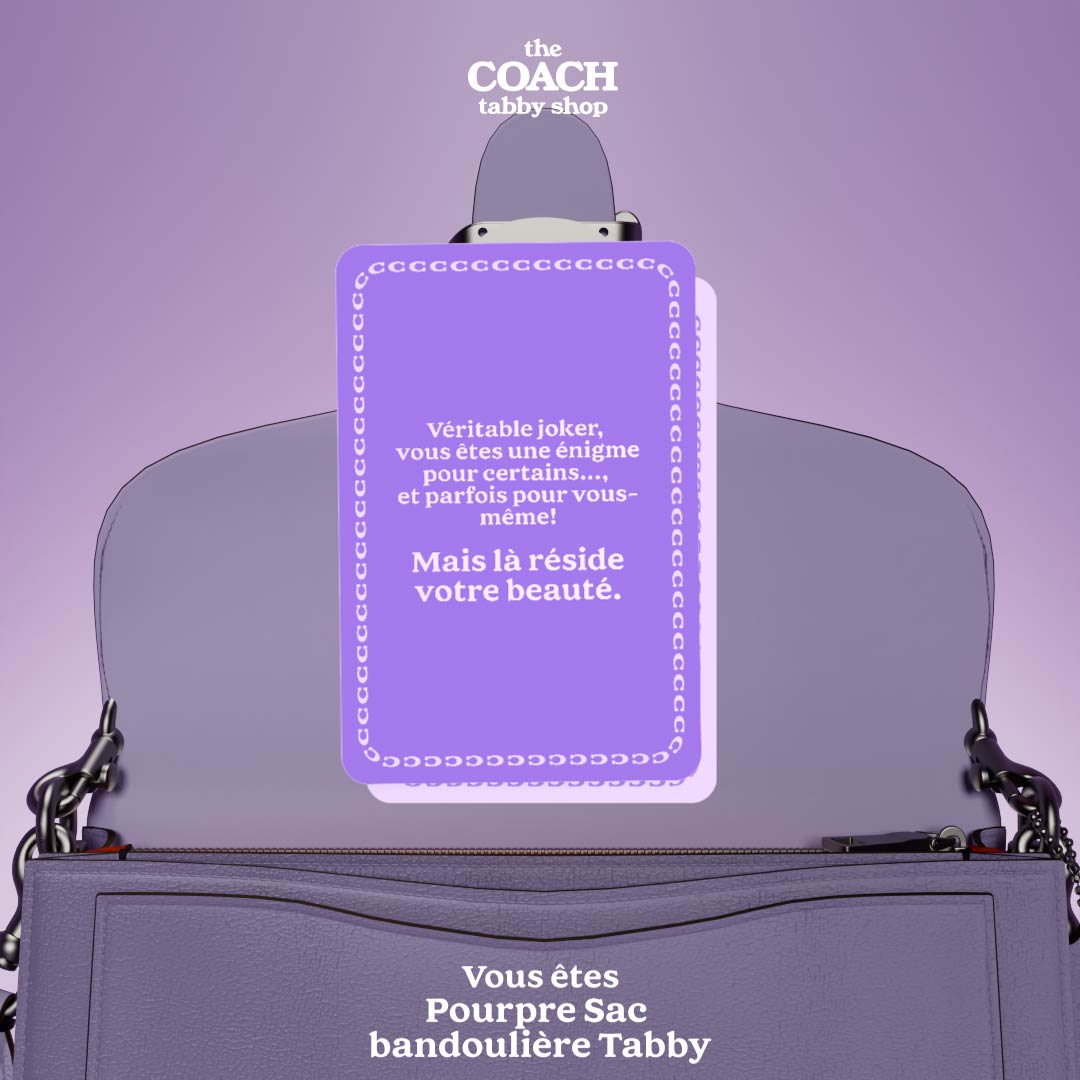 the
COACH
tabby shop
Véritable joker,
vous êtes une énigme
pour certains...,
et parfois pour vous-
même!
Mais là réside
votre beauté.
Vous êtes
Pourpre Sac
bandoulière Tabby